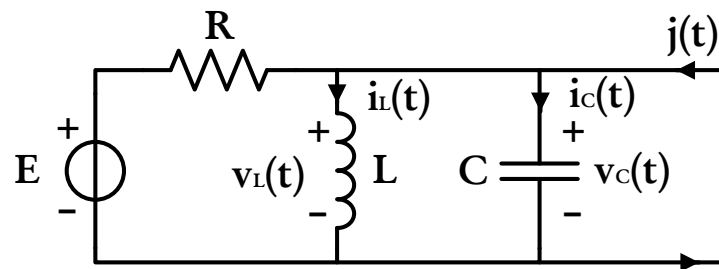 R
j(t)
iL(t)
iC(t)
+
+
+
E
vL(t)
L
C
vC(t)
-
-
-